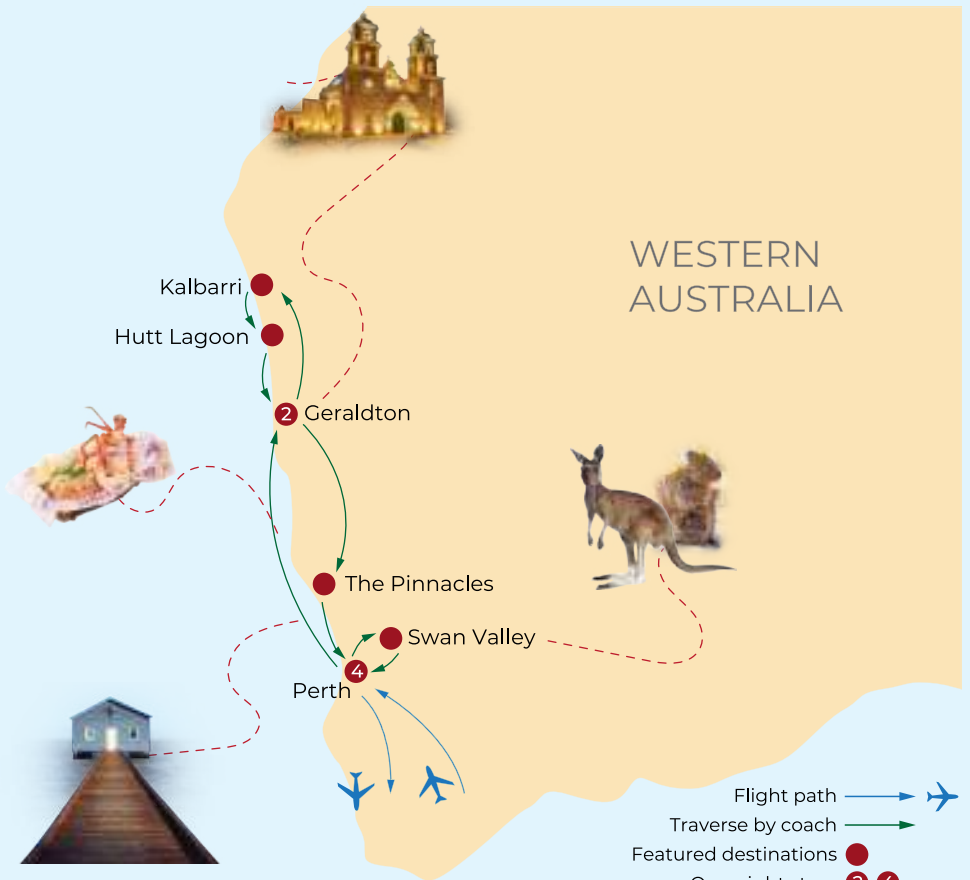 WESTERN
AUSTRALIA
Kalbarri
Hutt Lagoon
2 Geraldton
The Pinnacles
Swan Valley
4
Perth
Flight path
Traverse by coach
Featured destinations